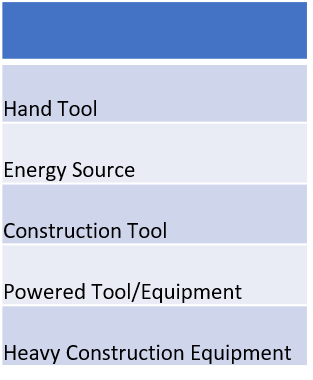 Hand Tool
Energy Source
Construction Tool
Powered Tool/Equipment
Heavy Construction Equipment